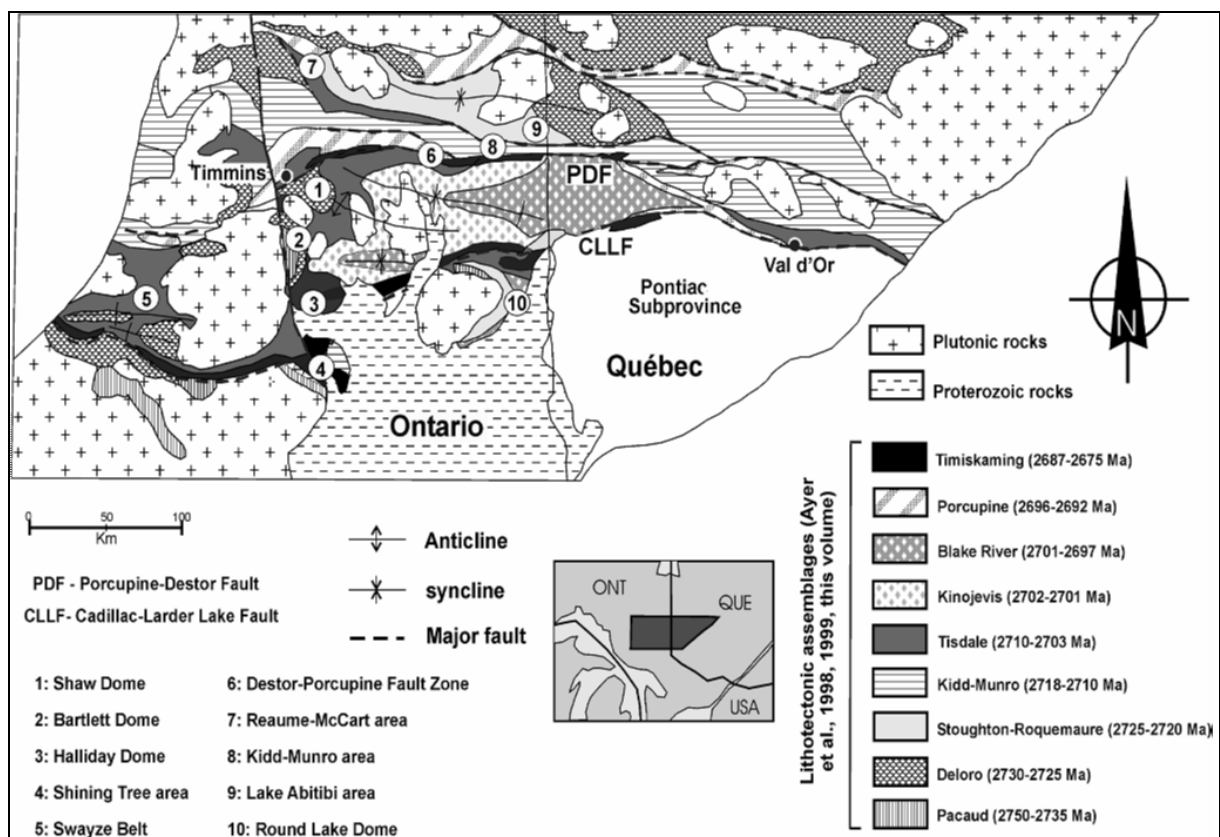 7
9
8
6
Timmins
1
PDF
2
CLLF
Val d'Or
5
3
10
Pontiac
Subprovince
4
Québec
Ontario
N
Plutonic rocks
Proterozoic rocks
0 50 100
Km
Anticline
PDF - Porcupine-Destor Fault
syncline
CLLF- Cadillac-Larder Lake Fault
Major fault
1: Shaw Dome
2: Bartlett Dome
3: Halliday Dome
4: Shining Tree area
5: Swayze Belt
6: Destor-Porcupine Fault Zone
7: Reaume-McCart area
8: Kidd-Munro area
9: Lake Abitibi area
10: Round Lake Dome
ONT
QUE
USA
Lithotectonic assemblages (Ayer
et al., 1998, 1999, this volume)
Timiskaming (2687-2675 Ma)
Porcupine (2696-2692 Ma)
Blake River (2701-2697 Ma)
Kinojevis (2702-2701 Ma)
Tisdale (2710-2703 Ma)
Kidd-Munro (2718-2710 Ma)
Stoughton-Roquemaure (2725-2720 Ma)
Deloro (2730-2725 Ma)
Pacaud (2750-2735 Ma)